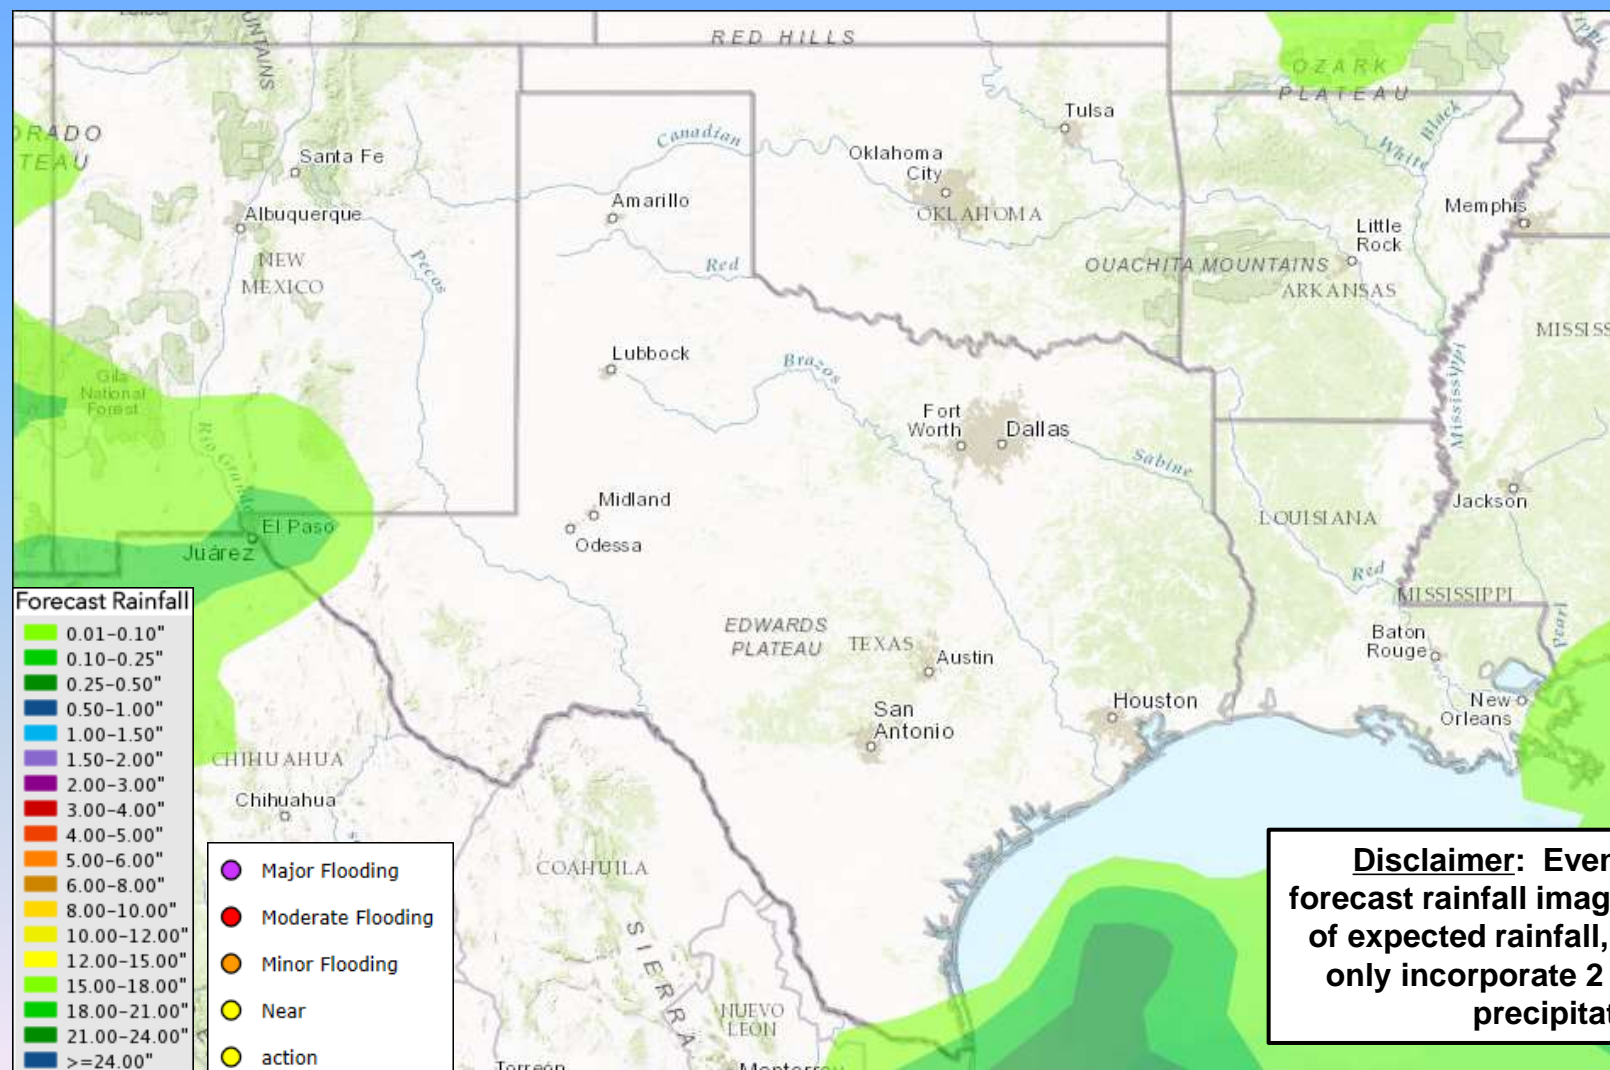 RED HILLS
OZARK
PLATEAU
Tulsa
Black
White
Canadian
Santa Fe
Oklahoma
City
OKLAHOMA
Amarillo
Albuquerque
Memphis
Little
Rock
NEW
MEXICO
Pecos
Red
OUACHITA MOUNTAINS
ARKANSAS
MISSISS
Lubbock
Brazos
Mississippi
Gila
National
Forest
Fort
Worth
Dallas
Sabine
Rio Grande
Midland
Odessa
Jackson
LOUISIANA
El Paso
Juárez
Red
MISSISSIPPI
Pearl
EDWARDS
PLATEAU
TEXAS
Austin
Baton
Rouge
San
Antonio
Houston
New
Orleans
CHIHUAHUA
Chihuahua
COAHUILA
SIERRA
NUEVO
LEON
Torreón
Monterrey
Forecast Rainfall
0.01-0.10"
0.10-0.25"
0.25-0.50"
0.50-1.00"
1.00-1.50"
1.50-2.00"
2.00-3.00"
3.00-4.00"
4.00-5.00"
5.00-6.00"
6.00-8.00"
8.00-10.00"
10.00-12.00"
12.00-15.00"
15.00-18.00"
18.00-21.00"
21.00-24.00"
>=24.00"
Major Flooding
Moderate Flooding
Minor Flooding
Near
action
Disclaimer: Even
forecast rainfall imag
of expected rainfall,
only incorporate 2
precipitat